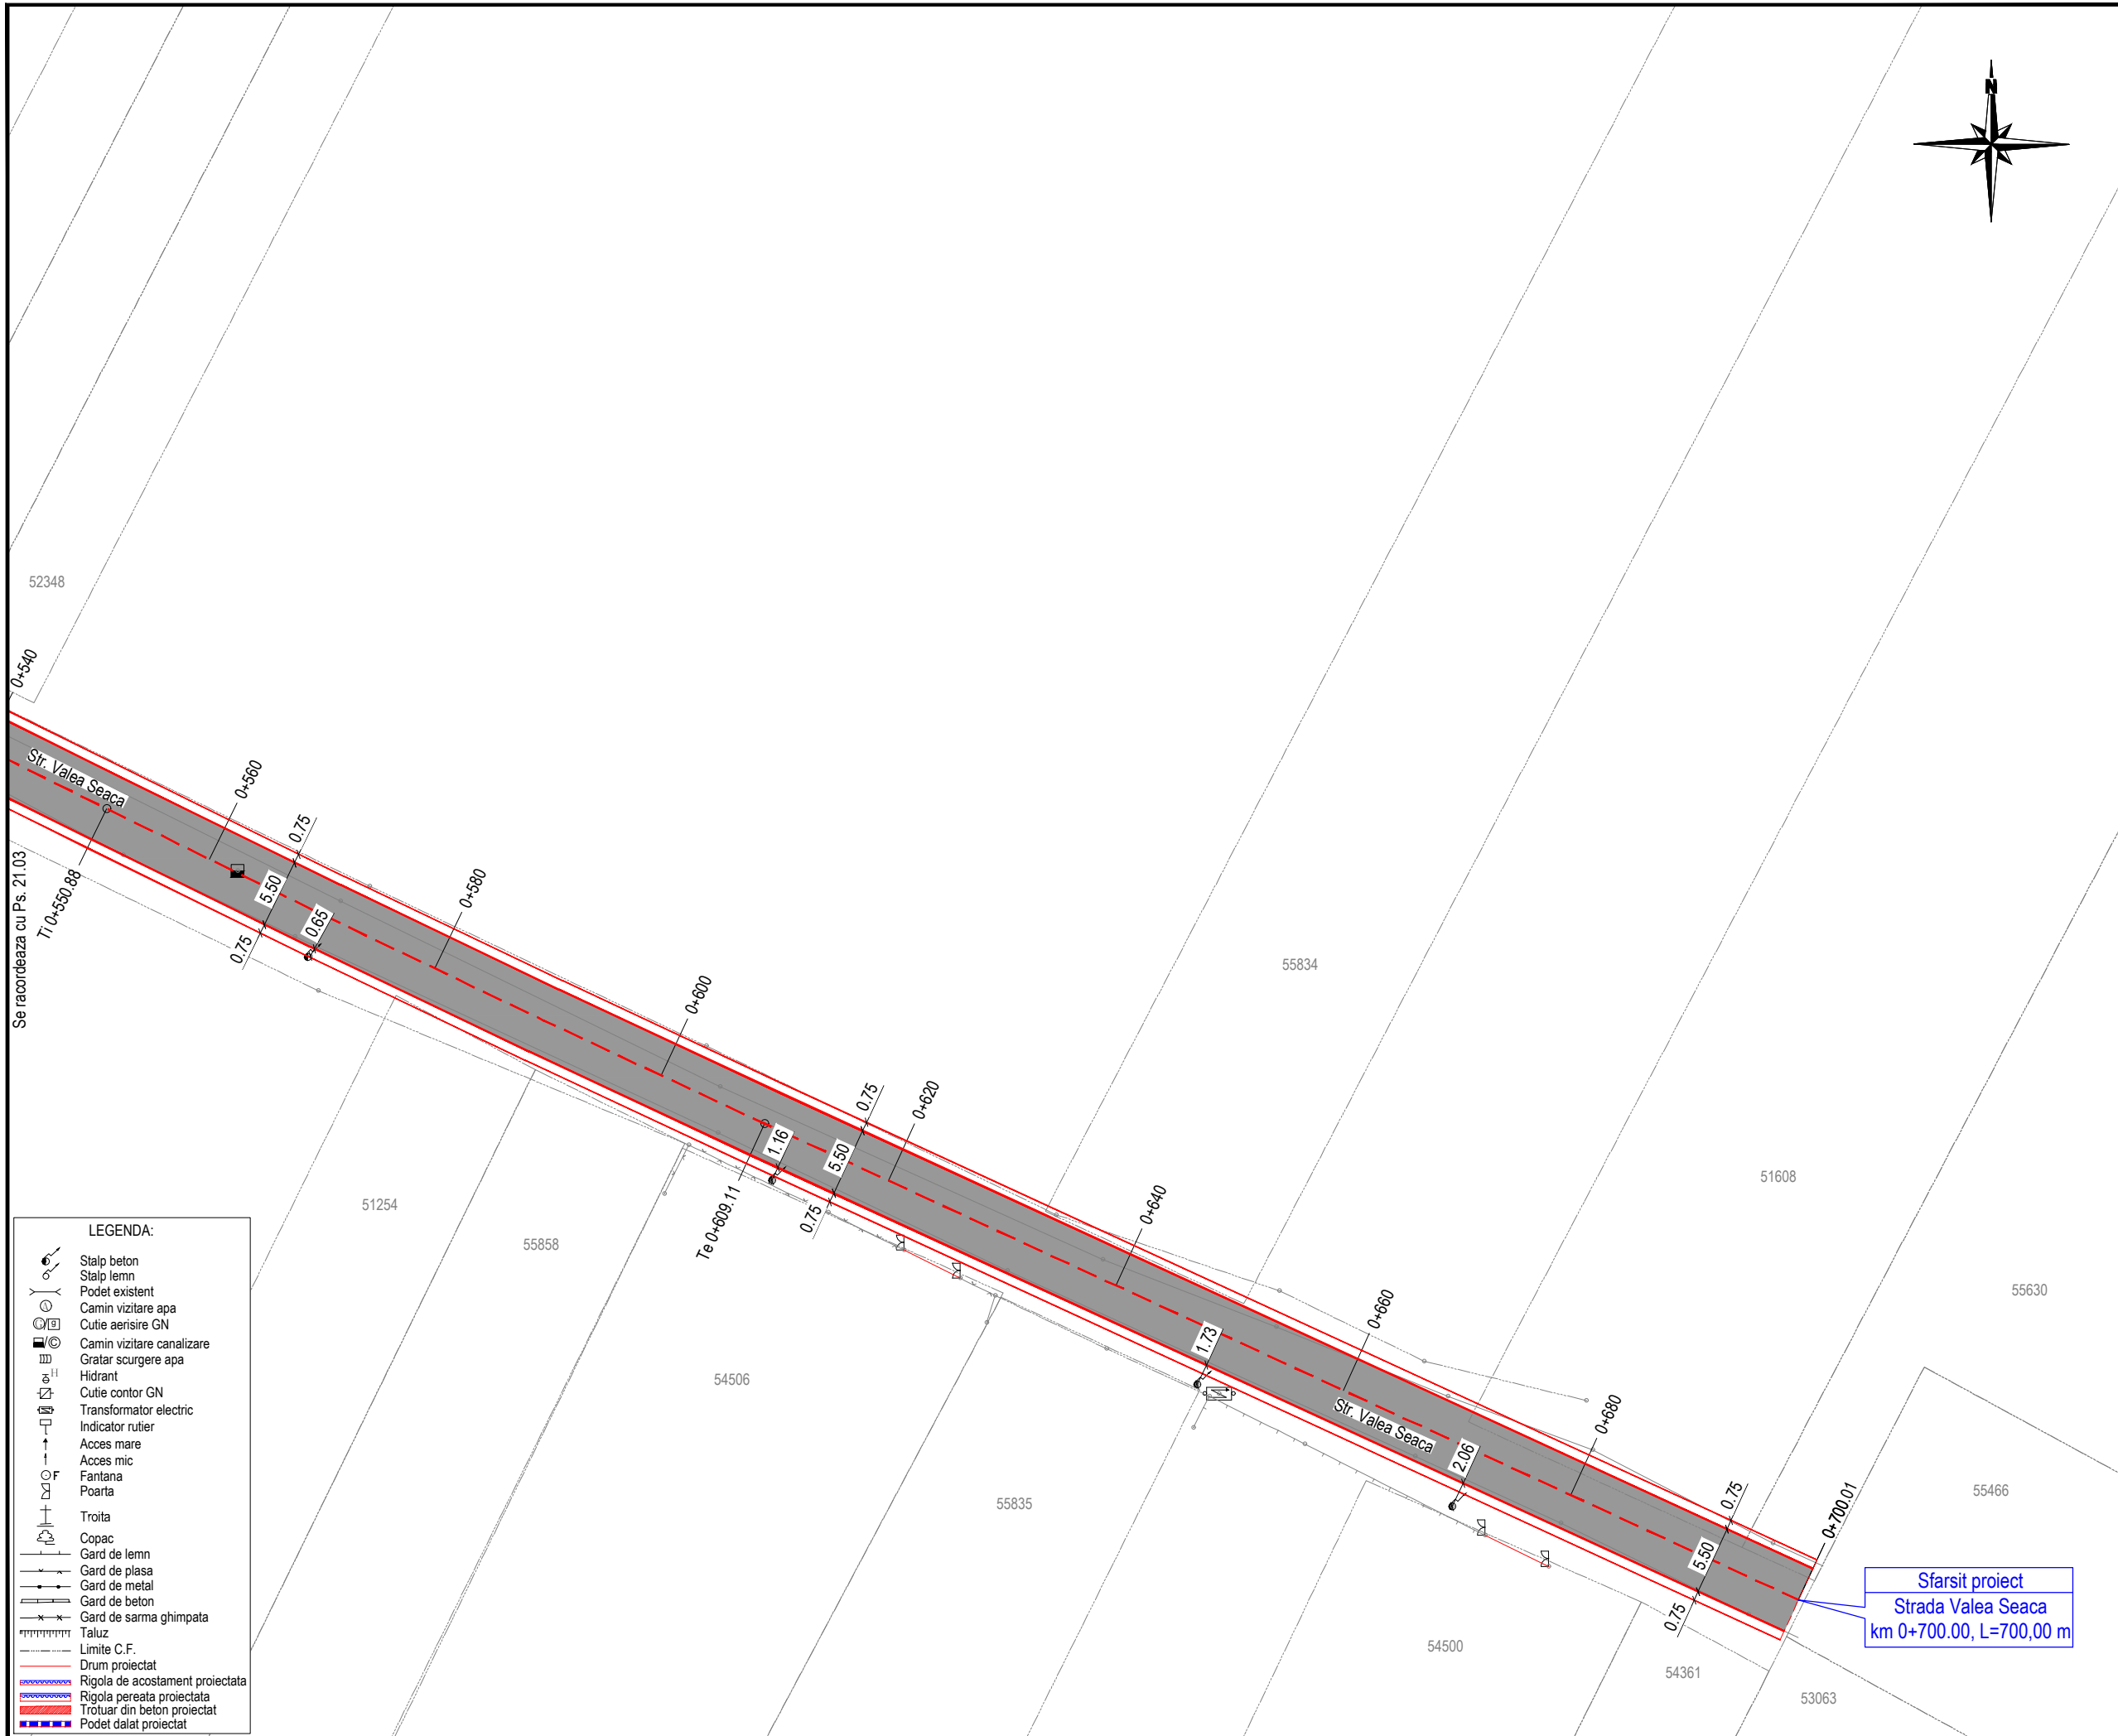 N
52348
0+540
Str. Valea Seaca
0+560
0.75
5.50
0.75
0.65
Ti 0+550.88
Se racordeaza cu Ps. 21.03
0+580
0+600
55834
0.75
0+620
1.16
5.50
0.75
Te 0+609.11
0+640
51608
51254
55858
55630
0+660
1.73
54506
Str. Valea Seaca
0+680
2.06
55835
0.75
0+700.01
55466
5.50
0.75
Sfarsit proiect
Strada Valea Seaca
km 0+700.00, L=700,00 m
54500
54361
53063
LEGENDA:
Stalp beton
Stalp lemn
Podet existent
Camin vizitare apa
Cutie aerisire GN
Camin vizitare canalizare
Gratar scurgere apa
H Hidrant
Cutie contor GN
Transformator electric
Indicator rutier
Acces mare
Acces mic
F Fantana
Poarta
Troita
Copac
Gard de lemn
Gard de plasa
Gard de metal
Gard de beton
Gard de sarma ghimpata
Taluz
Limite C.F.
Drum proiectat
Rigola de acostament proiectata
Rigola pereata proiectata
Trotuar din beton proiectat
Podet dalat proiectat